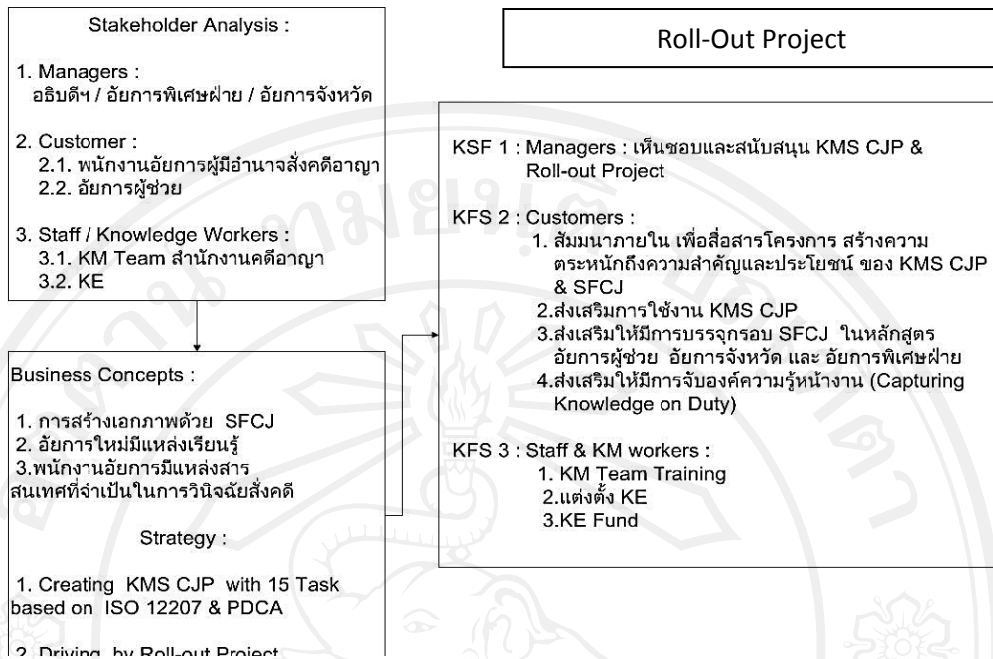 Stakeholder Analysis :
1. Managers :
อธิบดีฯ / อัยการพิเศษฝ่าย / อัยการจังหวัด
2. Customer :
2.1. พนักงานอัยการผู้มีอำนาจสั่งคดีอาญา
2.2. อัยการผู้ช่วย
3. Staff / Knowledge Workers :
3.1. KM Team สำนักงานคดีอาญา
3.2. KE
Business Concepts :
1. การสร้างเอกภาพด้วย SFCJ
2. อัยการใหม่มีแหล่งเรียนรู้
3.พนักงานอัยการมีแหล่งสาร
สนเทศที่จำเป็นในการวินิจฉัยสั่งคดี
Strategy :
1. Creating KMS CJP with 15 Task
based on ISO 12207 & PDCA
2. Driving by Roll-out Project
Roll-Out Project
KSF 1 : Managers : เห็นชอบและสนับสนุน KMS CJP &
Roll-out Project
KFS 2 : Customers :
1. สัมมนาภายใน เพื่อสื่อสารโครงการ สร้างความ
ตระหนักถึงความสำคัญและประโยชน์ ของ KMS CJP
& SFCJ
2.ส่งเสริมการใช้งาน KMS CJP
3.ส่งเสริมให้มีการบรรจุกรอบ SFCJ ในหลักสูตร
อัยการผู้ช่วย อัยการจังหวัด และ อัยการพิเศษฝ่าย
4.ส่งเสริมให้มีการจับองค์ความรู้หน้างาน (Capturing
Knowledge on Duty)
KFS 3 : Staff & KM workers :
1. KM Team Training
2.แต่งตั้ง KE
3.KE Fund